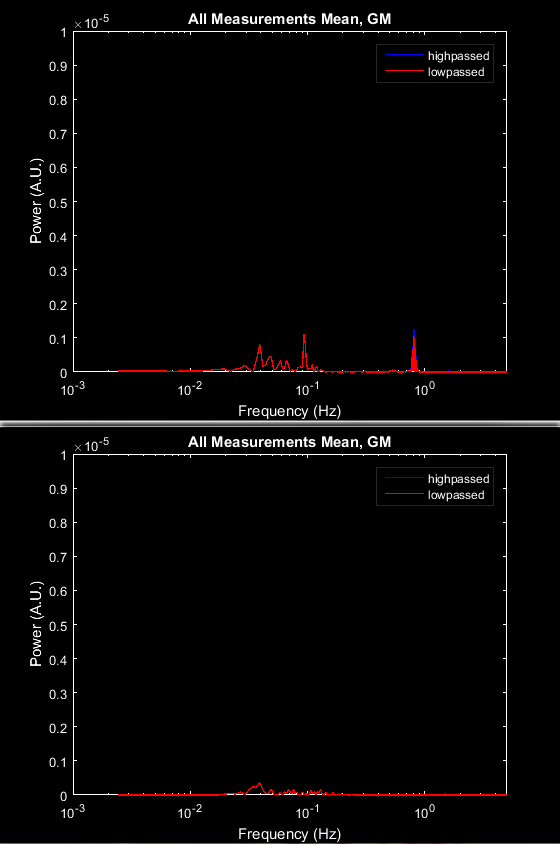 All Measurements Mean, GM
×10⁻⁵
1
0.9
0.8
0.7
0.6
0.5
0.4
0.3
0.2
0.1
0
Power (A.U.)
highpassed
lowpassed
10⁻³ 10⁻² 10⁻¹ 10⁰
Frequency (Hz)
All Measurements Mean, GM
×10⁻⁵
1
0.9
0.8
0.7
0.6
0.5
0.4
0.3
0.2
0.1
0
Power (A.U.)
highpassed
lowpassed
10⁻³ 10⁻² 10⁻¹ 10⁰
Frequency (Hz)